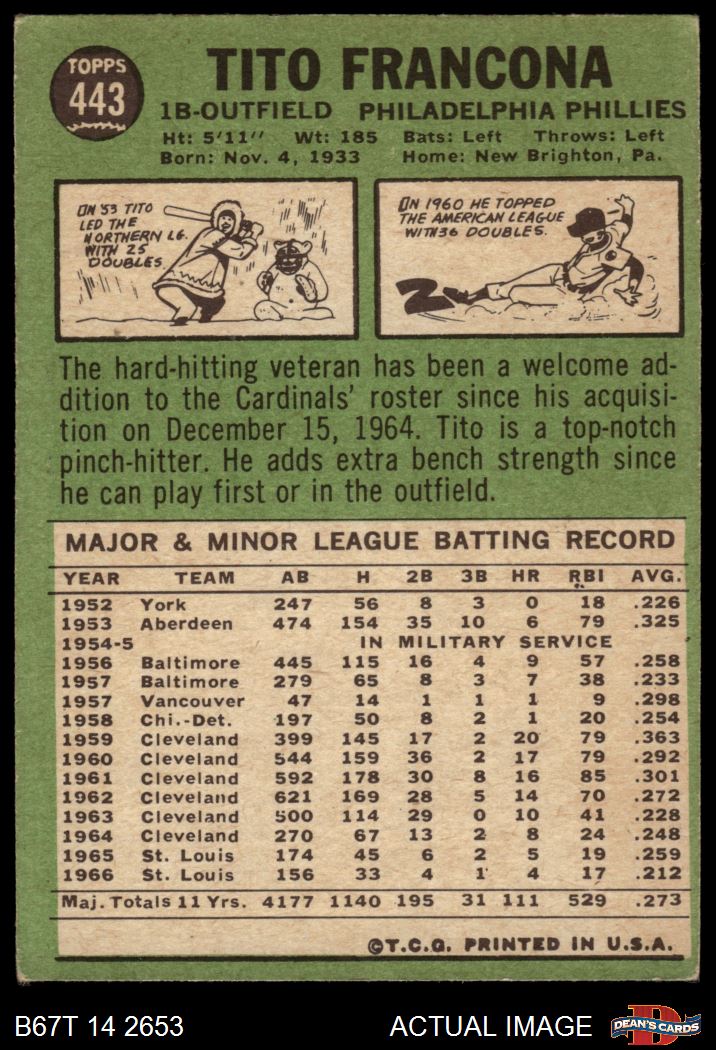 TOPPS
443
TITO FRANCONA
1B-OUTFIELD PHILADELPHIA PHILLIES
Ht: 5'11" Wt: 185 Bats: Left Throws: Left
Born: Nov. 4, 1933 Home: New Brighton, Pa.
IN '53 TITO
LED THE
NORTHERN LG.
WITH 25
DOUBLES
IN 1960 HE TOPPED
THE AMERICAN LEAGUE
WITH 36 DOUBLES.
2
The hard-hitting veteran has been a welcome ad-
dition to the Cardinals' roster since his acquisi-
tion on December 15, 1964. Tito is a top-notch
pinch-hitter. He adds extra bench strength since
he can play first or in the outfield.
MAJOR & MINOR LEAGUE BATTING RECORD
YEAR TEAM AB H 2B 3B HR RBI AVG.
1952 York 247 56 8 3 0 18 .226
1953 Aberdeen 474 154 35 10 6 79 .325
1954-5 IN MILITARY SERVICE
1956 Baltimore 445 115 16 4 9 57 .258
1957 Baltimore 279 65 8 3 7 38 .233
1957 Vancouver 47 14 1 1 1 9 .298
1958 Chi.-Det. 197 50 8 2 1 20 .254
1959 Cleveland 399 145 17 2 20 79 .363
1960 Cleveland 544 159 36 2 17 79 .292
1961 Cleveland 592 178 30 8 16 85 .301
1962 Cleveland 621 169 28 5 14 70 .272
1963 Cleveland 500 114 29 0 10 41 .228
1964 Cleveland 270 67 13 2 8 24 .248
1965 St. Louis 174 45 6 2 5 19 .259
1966 St. Louis 156 33 4 1 4 17 .212
Maj. Totals 11 Yrs. 4177 1140 195 31 111 529 .273
©T.C.G. PRINTED IN U.S.A.
B67T 14 2653 ACTUAL IMAGE
D
DEAN'S CARDS